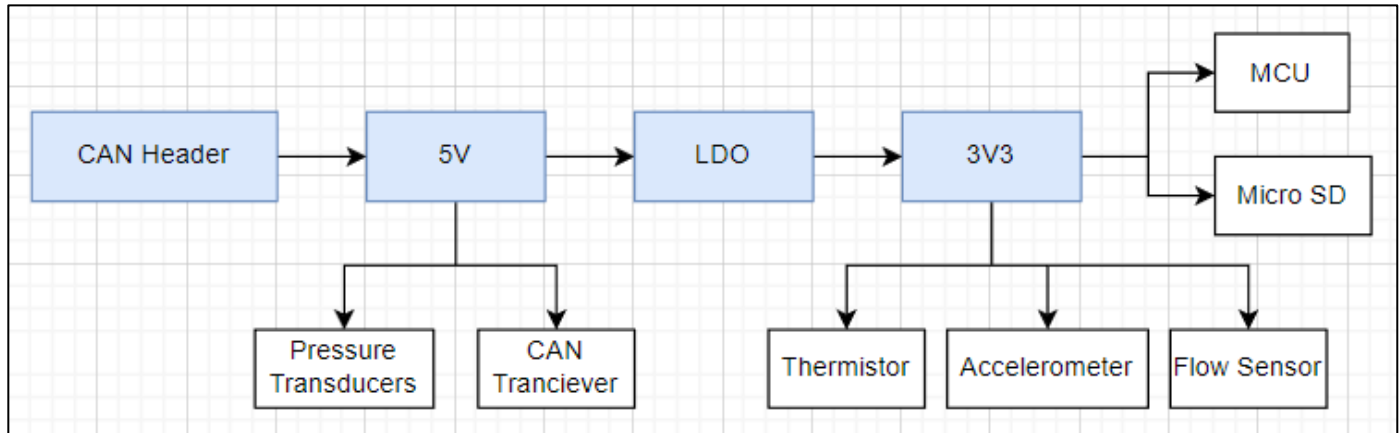 MCU
CAN Header
5V
LDO
3V3
Micro SD
Pressure
Transducers
CAN
Tranciever
Thermistor
Accelerometer
Flow Sensor